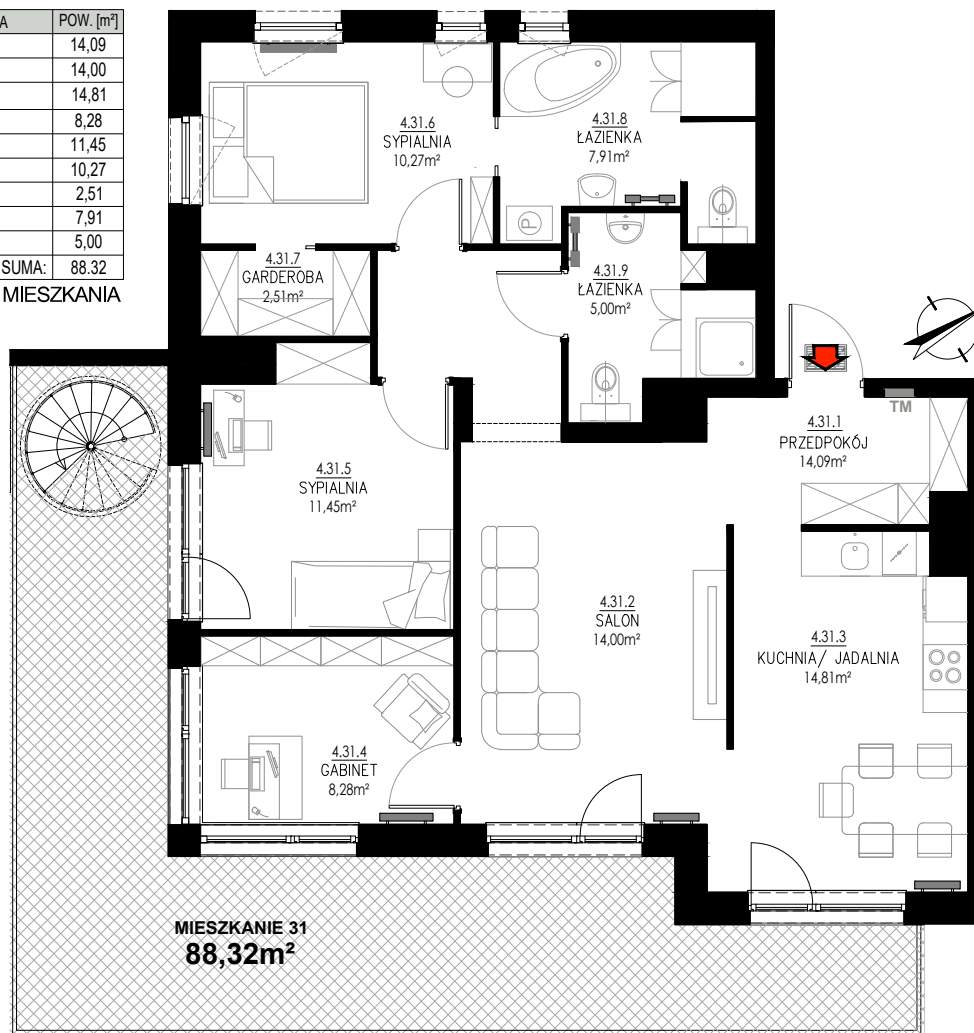 A POW. [m²]
14,09
14,00
14,81
8,28
11,45
10,27
2,51
7,91
5,00
SUMA: 88.32
MIESZKANIA
4.31.6
SYPIALNIA
10,27m²
4.31.8
ŁAZIENKA
7,91m²
P
4.31.7
GARDEROBA
2,51m²
4.31.9
ŁAZIENKA
5,00m²
TM
4.31.1
PRZEDPOKÓJ
14,09m²
4.31.5
SYPIALNIA
11,45m²
4.31.2
SALON
14,00m²
4.31.3
KUCHNIA/ JADALNIA
14,81m²
4.31.4
GABINET
8,28m²
MIESZKANIE 31
88,32m²